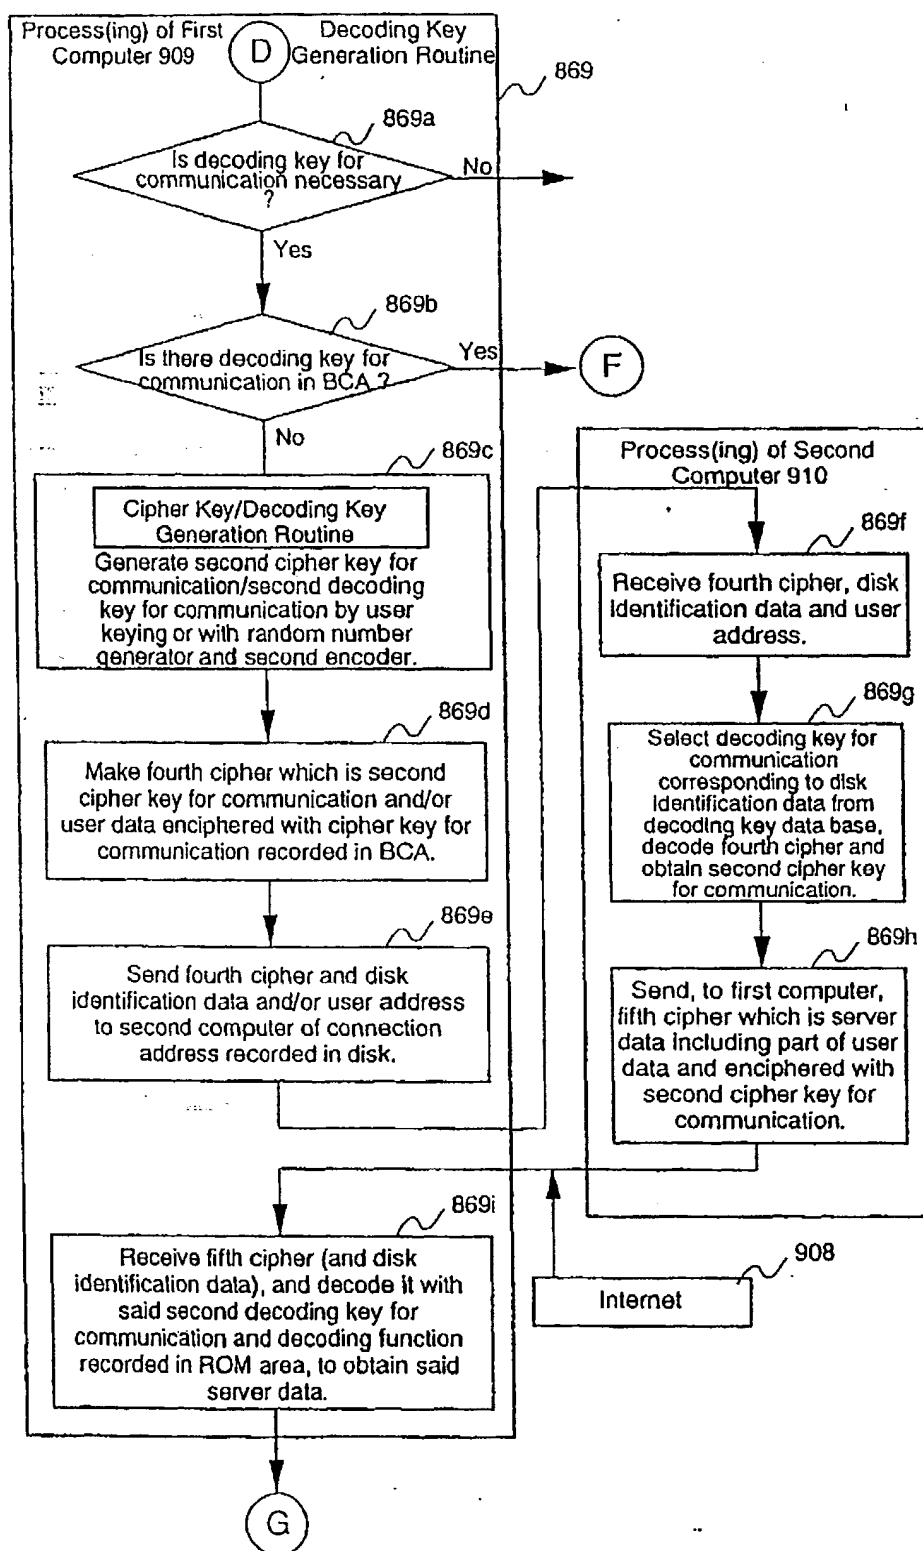 Process(ing) of First
Computer 909
D
Decoding Key
Generation Routine
869
869a
Is decoding key for
communication necessary
?
No
Yes
869b
Is there decoding key for
communication in BCA ?
Yes
F
No
869c
Cipher Key/Decoding Key
Generation Routine
Generate second cipher key for
communication/second decoding
key for communication by user
keying or with random number
generator and second encoder.
869d
Make fourth cipher which is second
cipher key for communication and/or
user data enciphered with cipher key for
communication recorded in BCA.
869e
Send fourth cipher and disk
identification data and/or user address
to second computer of connection
address recorded in disk.
Process(ing) of Second
Computer 910
869f
Receive fourth cipher, disk
identification data and user
address.
869g
Select decoding key for
communication
corresponding to disk
identification data from
decoding key data base,
decode fourth cipher and
obtain second cipher key
for communication.
869h
Send, to first computer,
fifth cipher which is server
data including part of user
data and enciphered with
second cipher key for
communication.
869i
Receive fifth cipher (and disk
identification data), and decode it with
said second decoding key for
communication and decoding function
recorded in ROM area, to obtain said
server data.
908
Internet
G